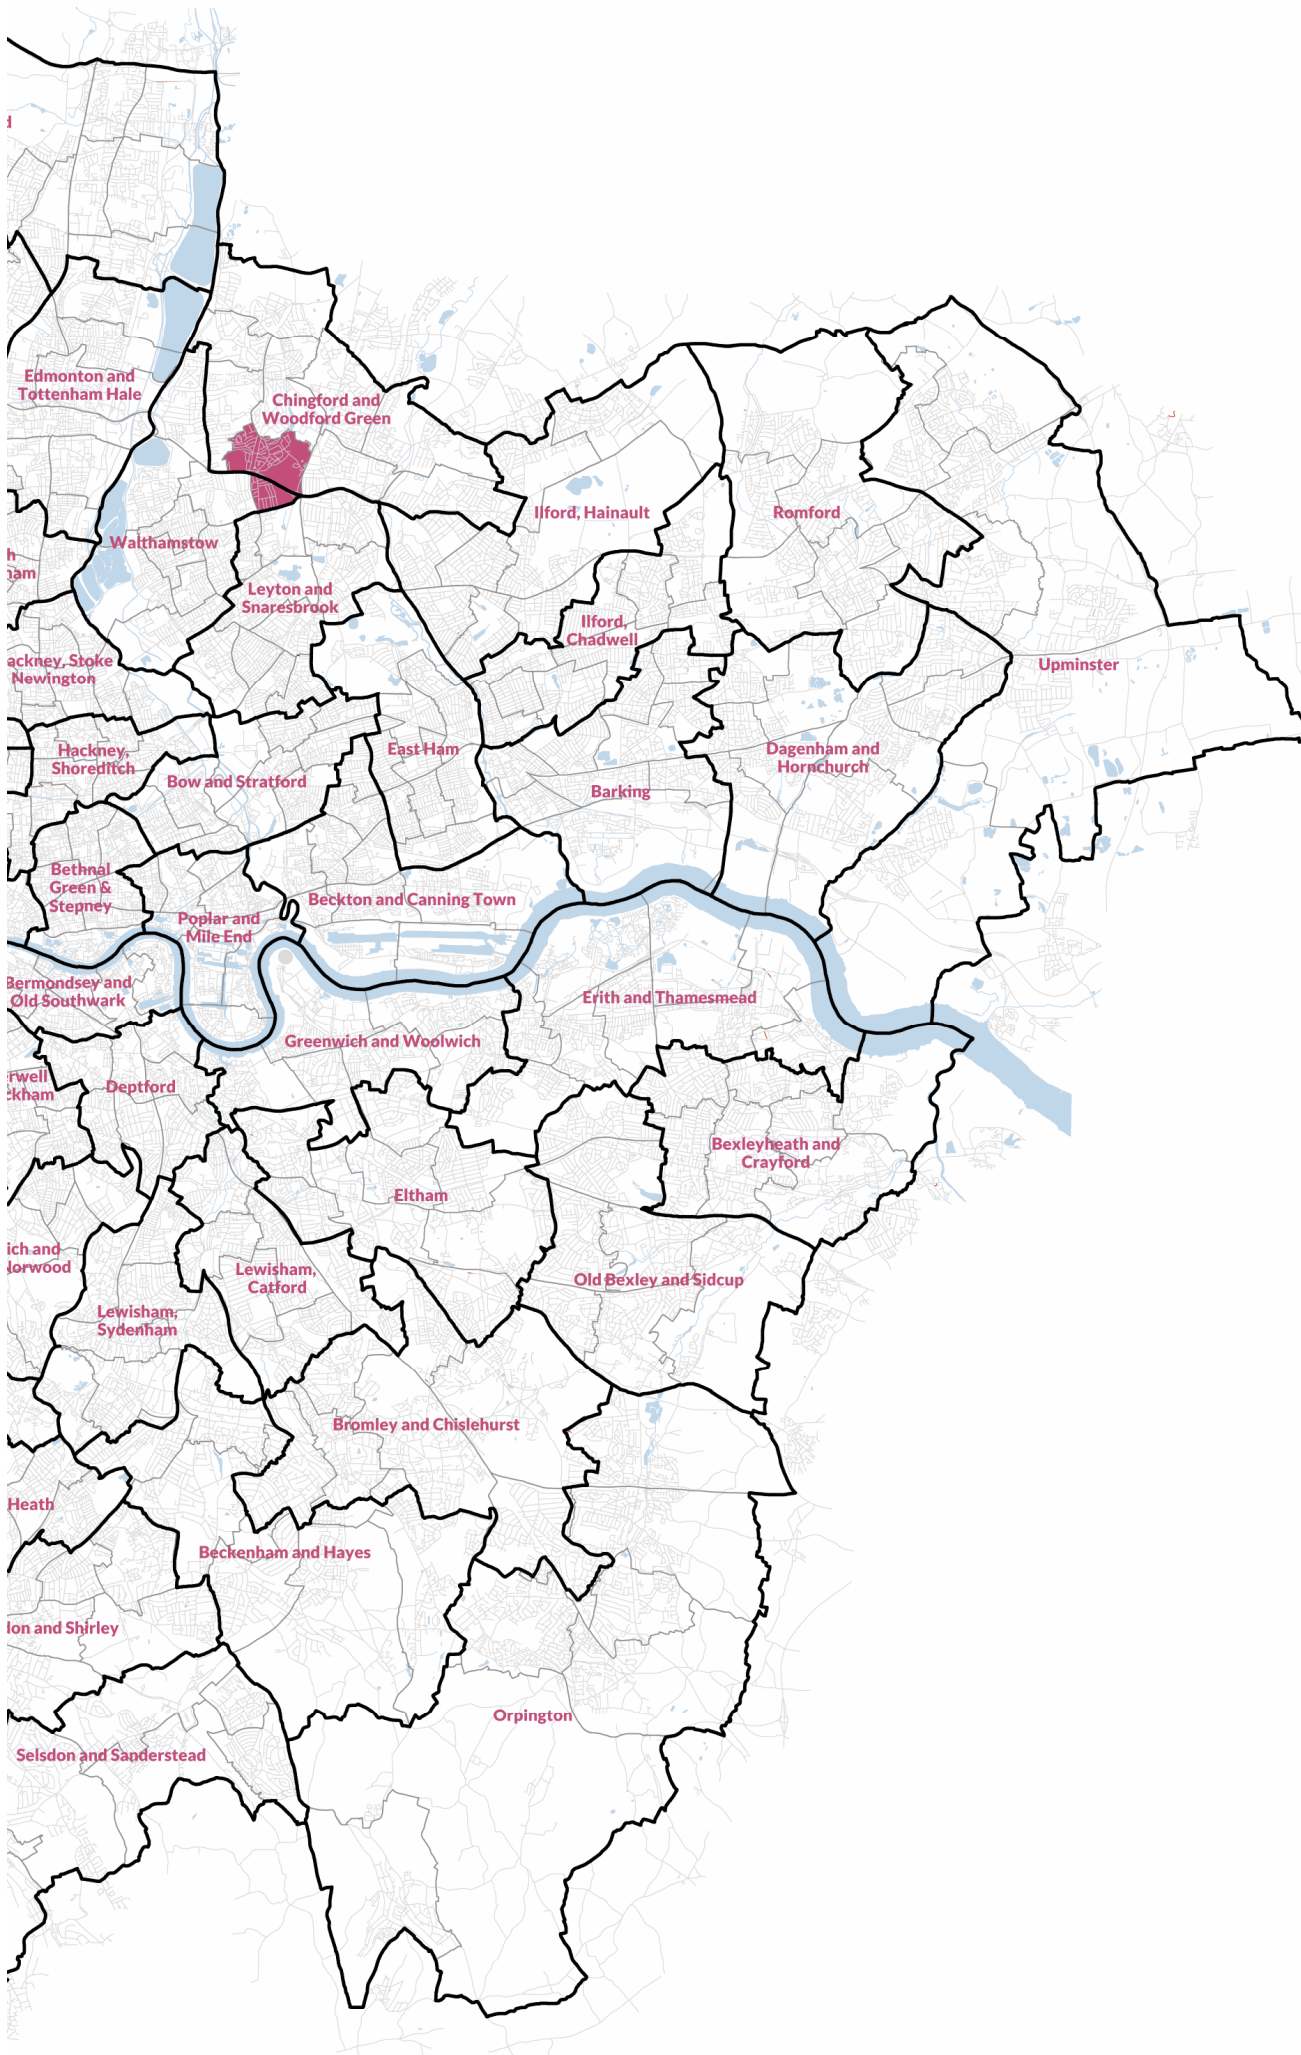 d
Edmonton and
Tottenham Hale
Chingford and
Woodford Green
Ilford, Hainault
Romford
Walthamstow
h
ham
Leyton and
Snaresbrook
Ilford,
Chadwell
ackney, Stoke
Newington
Upminster
Hackney,
Shoreditch
East Ham
Dagenham and
Hornchurch
Bow and Stratford
Barking
Bethnal
Green &
Stepney
Beckton and Canning Town
Poplar and
Mile End
Bermondsey and
Old Southwark
Erith and Thamesmead
Greenwich and Woolwich
rwell
ckham
Deptford
Bexleyheath and
Crayford
Eltham
ich and
Norwood
Lewisham,
Catford
Old Bexley and Sidcup
Lewisham,
Sydenham
Bromley and Chislehurst
Heath
Beckenham and Hayes
don and Shirley
Orpington
Selsdon and Sanderstead